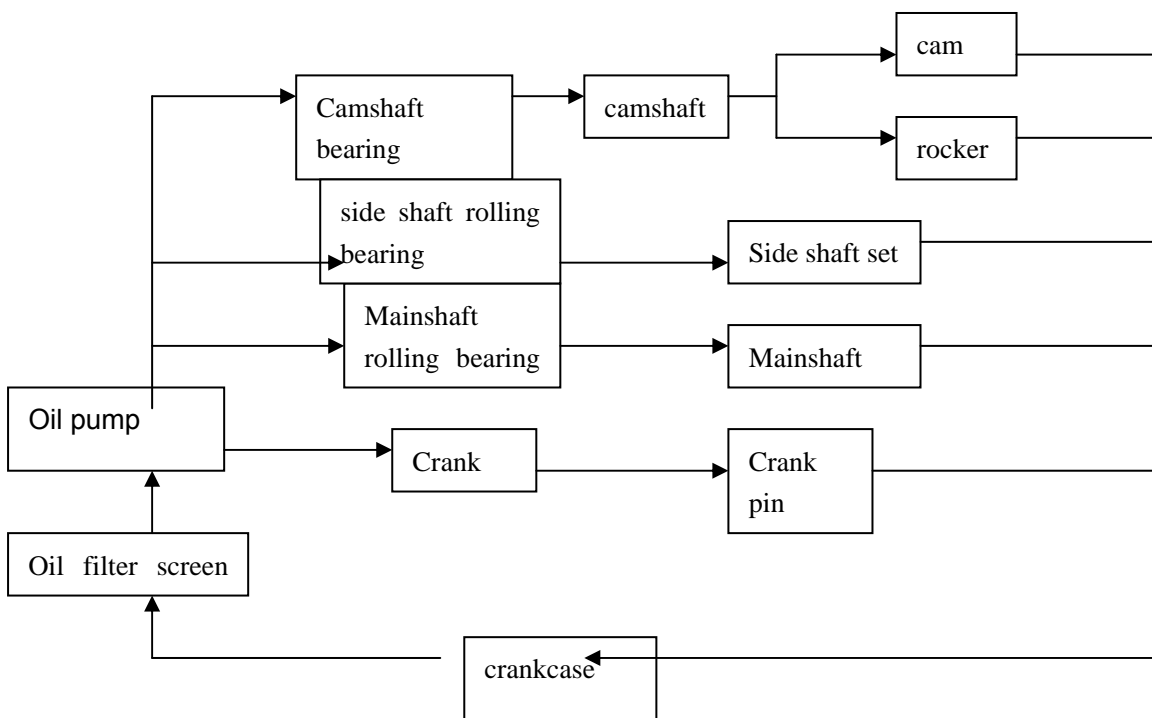 cam
Camshaft
bearing
camshaft
rocker
side shaft rolling
bearing
Side shaft set
Mainshaft
rolling bearing
Mainshaft
Oil pump
Crank
Crank
pin
Oil filter screen
crankcase